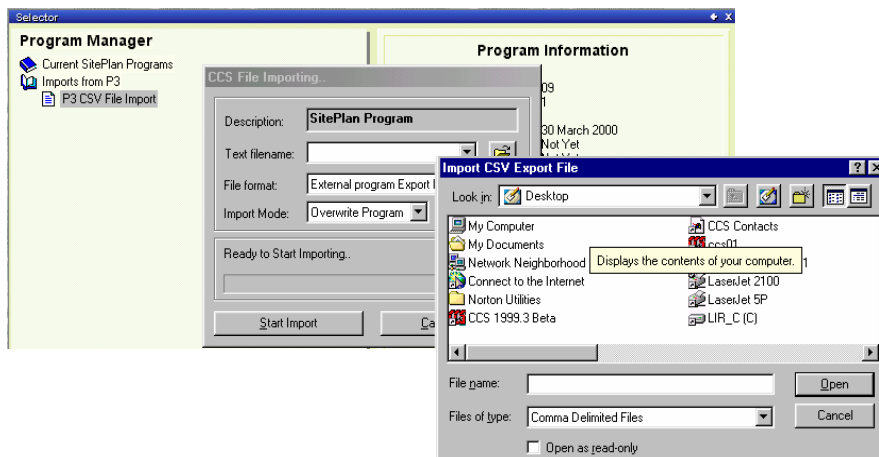 Selector
Program Manager
Current SitePlan Programs
Imports from P3
P3 CSV File Import
Program Information
09
1
30 March 2000
Not Yet
CCS File Importing..
Description: SitePlan Program
Text filename:
File format: External program Export
Import Mode: Overwrite Program
Ready to Start Importing..
Start Import
Ca
Import CSV Export File
Look in: Desktop
My Computer
My Documents
Network Neighborhood
Connect to the Internet
Norton Utilities
CCS 1999.3 Beta
CCS Contacts
ccs01
1
LaserJet 2100
LaserJet 5P
LIR_C (C)
Displays the contents of your computer.
File name:
Open
Files of type: Comma Delimited Files
Cancel
Open as read-only